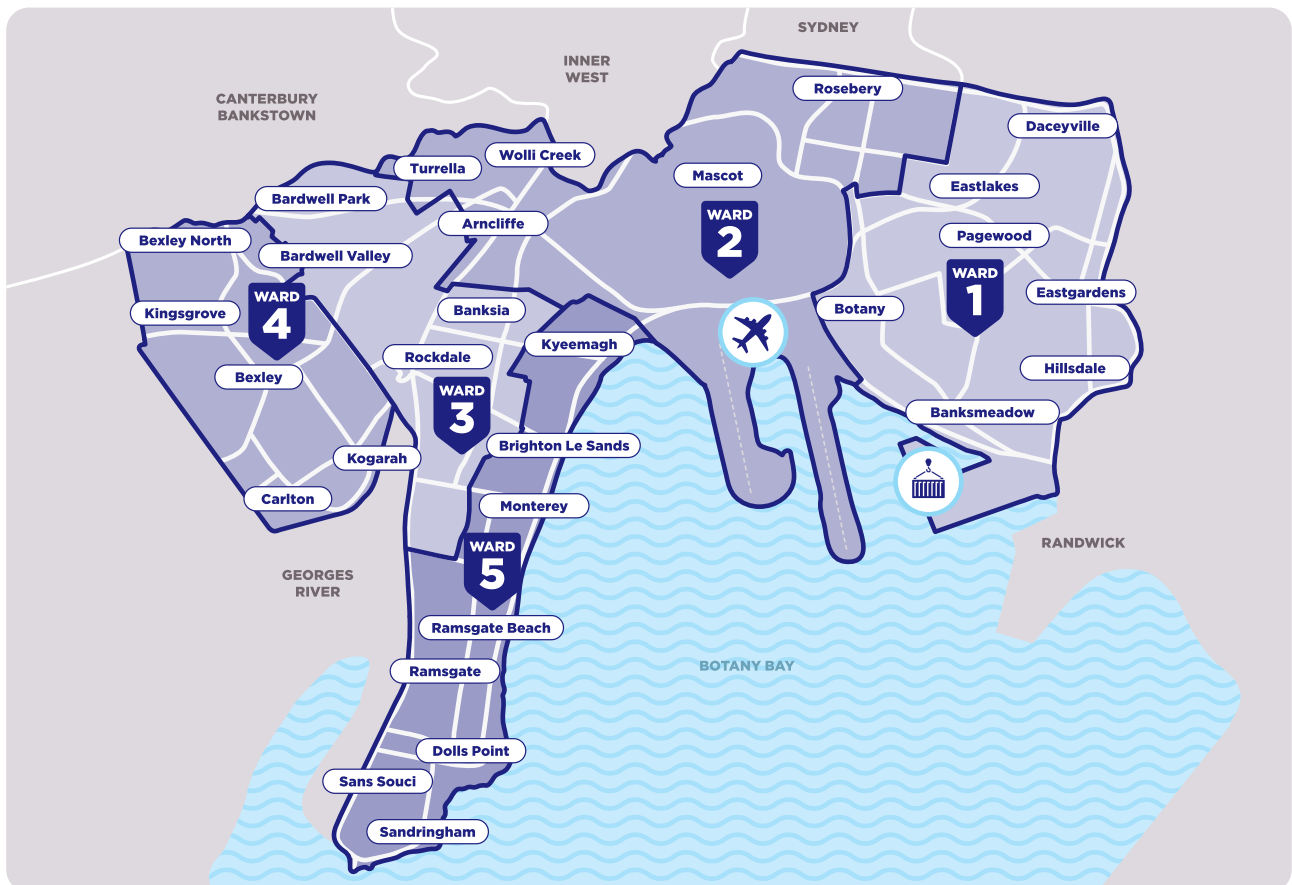 SYDNEY
INNER
WEST
CANTERBURY
BANKSTOWN
Rosebery
Daceyville
Wolli Creek
Turrella
Mascot
Eastlakes
Bardwell Park
WARD
2
Arncliffe
Pagewood
Bexley North
Bardwell Valley
WARD
1
Eastgardens
WARD
4
Kingsgrove
Banksia
Botany
Kyeemagh
Rockdale
Hillsdale
Bexley
WARD
3
Banksmeadow
Brighton Le Sands
Kogarah
Carlton
Monterey
RANDWICK
WARD
5
GEORGES
RIVER
Ramsgate Beach
BOTANY BAY
Ramsgate
Dolls Point
Sans Souci
Sandringham